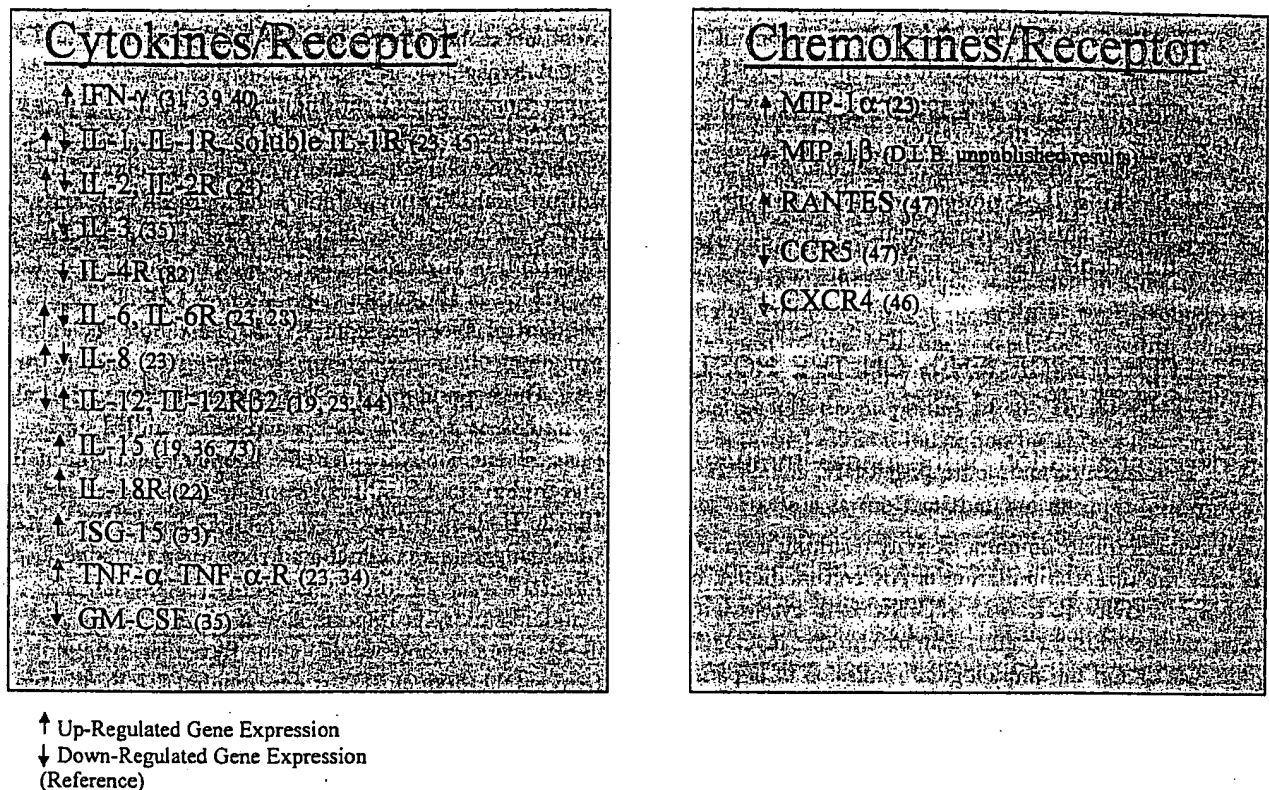 Cytokines/Receptor
↑ IFN-γ (31, 39, 40)
↑↓ IL-1, IL-1R, soluble IL-1R (23, 45)
↑↓ IL-2, IL-2R (23)
↓ IL-3 (35)
↓ IL-4R (82)
↑↓ IL-6, IL-6R (23, 28)
↑↓ IL-8 (23)
↓↑ IL-12, IL-12Rβ2 (19, 23, 44)
↑ IL-15 (19, 36, 73)
↑ IL-18R (22)
↑ ISG-15 (33)
↑ TNF-α, TNF-α-R (23, 34)
↓ GM-CSF (35)
Chemokines/Receptor
↑ MIP-1α (23)
MIP-1β (D.L.B. unpublished results)
RANTES (47)
↓ CCR5 (47)
↓ CXCR4 (46)
↑ Up-Regulated Gene Expression
↓ Down-Regulated Gene Expression
(Reference)